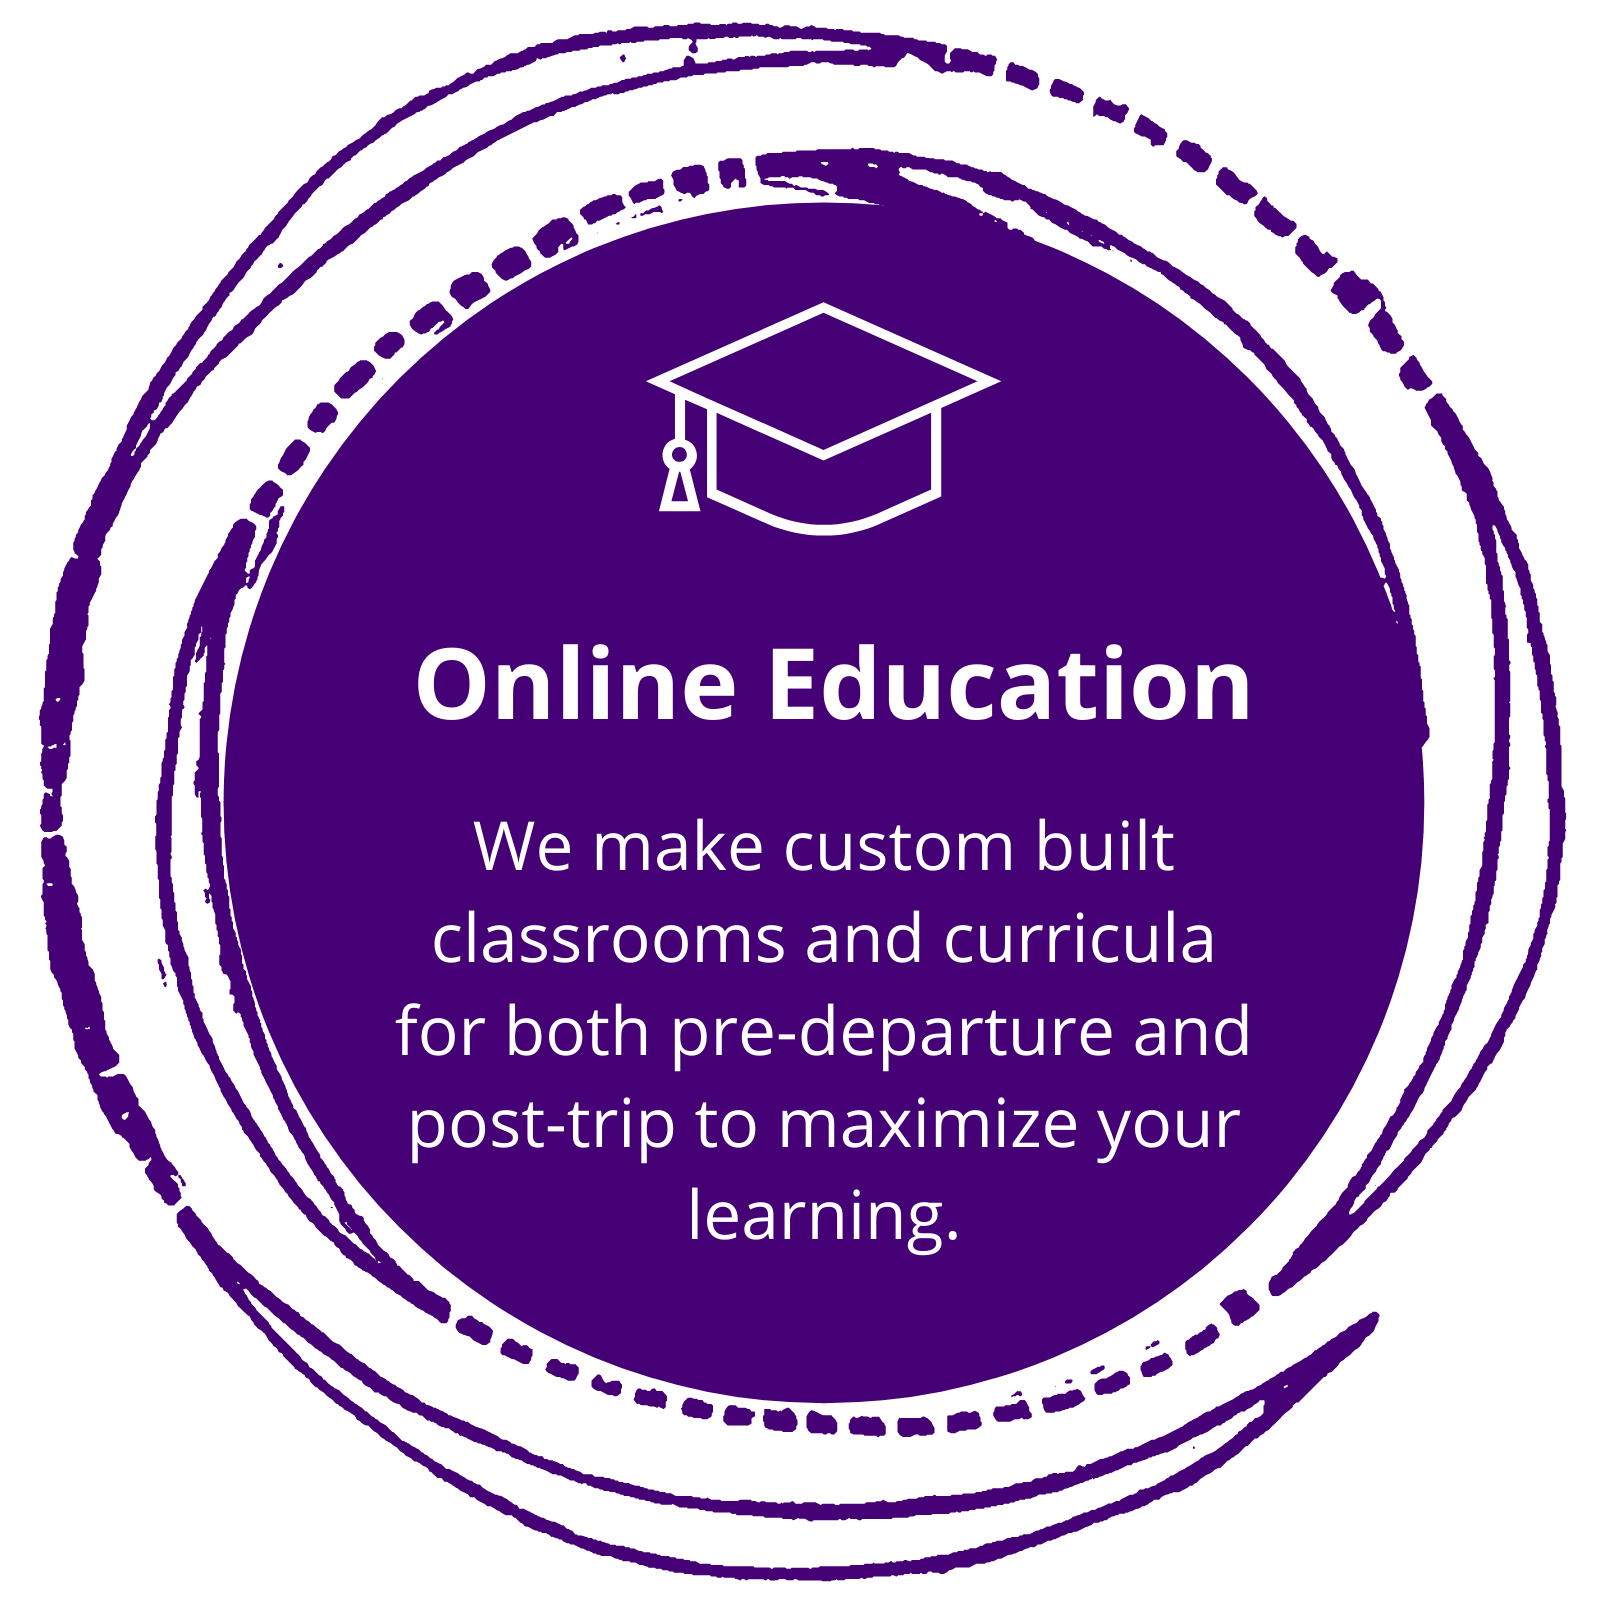 Online Education
We make custom built
classrooms and curricula
for both pre-departure and
post-trip to maximize your
learning.